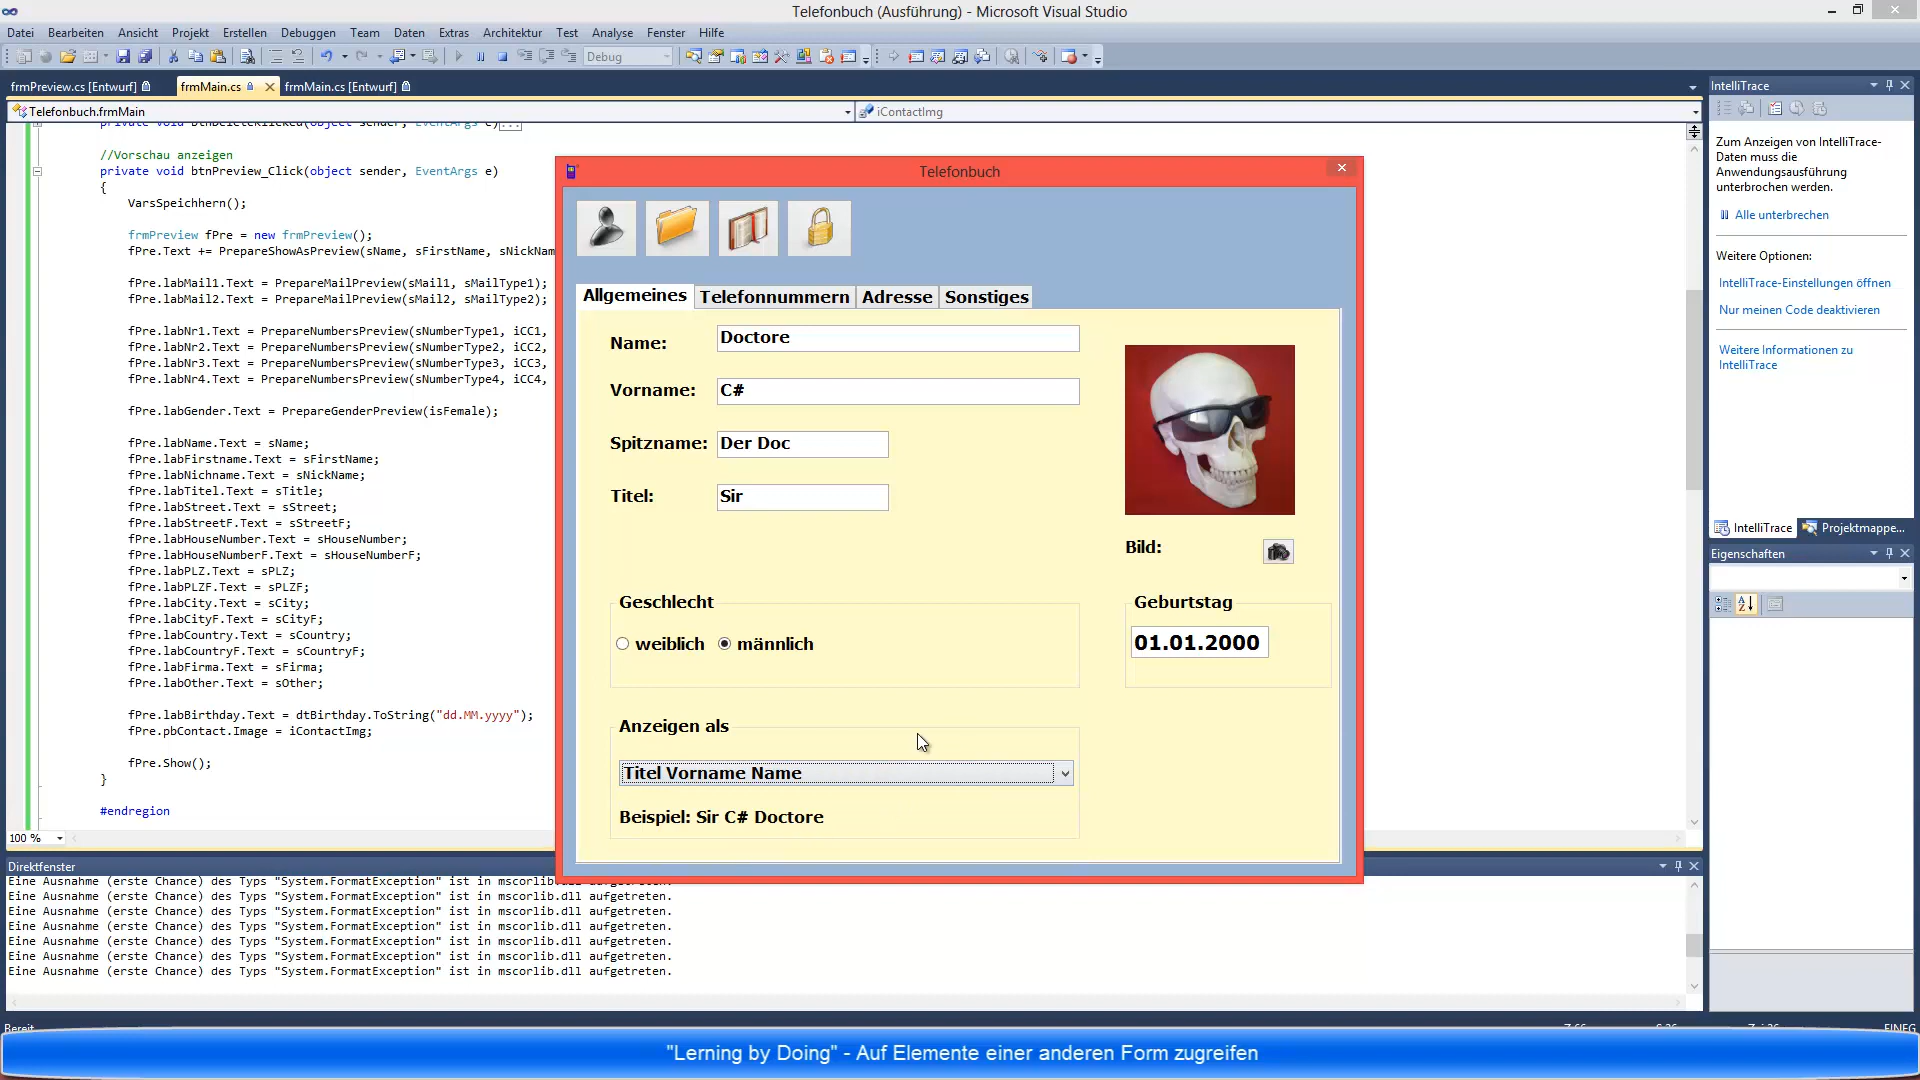 Telefonbuch (Ausführung) - Microsoft Visual Studio
Datei Bearbeiten Ansicht Projekt Erstellen Debuggen Team Daten Extras Architektur Test Analyse Fenster Hilfe
Debug
frmPreview.cs [Entwurf] frmMain.cs frmMain.cs [Entwurf]
Telefonbuch.frmMain iContactImg
//Vorschau anzeigen
private void btnPreview_Click(object sender, EventArgs e)
{
VarsSpeichhern();
frmPreview fPre = new frmPreview();
fPre.Text += PrepareShowAsPreview(sName, sFirstName, sNickNam
fPre.labMail1.Text = PrepareMailPreview(sMail1, sMailType1);
fPre.labMail2.Text = PrepareMailPreview(sMail2, sMailType2);
fPre.labNr1.Text = PrepareNumbersPreview(sNumberType1, iCC1,
fPre.labNr2.Text = PrepareNumbersPreview(sNumberType2, iCC2,
fPre.labNr3.Text = PrepareNumbersPreview(sNumberType3, iCC3,
fPre.labNr4.Text = PrepareNumbersPreview(sNumberType4, iCC4,
fPre.labGender.Text = PrepareGenderPreview(isFemale);
fPre.labName.Text = sName;
fPre.labFirstname.Text = sFirstName;
fPre.labNichname.Text = sNickName;
fPre.labTitel.Text = sTitle;
fPre.labStreet.Text = sStreet;
fPre.labStreetF.Text = sStreetF;
fPre.labHouseNumber.Text = sHouseNumber;
fPre.labHouseNumberF.Text = sHouseNumberF;
fPre.labPLZ.Text = sPLZ;
fPre.labPLZF.Text = sPLZF;
fPre.labCity.Text = sCity;
fPre.labCityF.Text = sCityF;
fPre.labCountry.Text = sCountry;
fPre.labCountryF.Text = sCountryF;
fPre.labFirma.Text = sFirma;
fPre.labOther.Text = sOther;
fPre.labBirthday.Text = dtBirthday.ToString("dd.MM.yyyy");
fPre.pbContact.Image = iContactImg;
fPre.Show();
}
#endregion
100 %
Telefonbuch
Allgemeines Telefonnummern Adresse Sonstiges
Name: Doctore
Vorname: C#
Spitzname: Der Doc
Titel: Sir
Bild:
Geschlecht
weiblich männlich
Geburtstag
01.01.2000
Anzeigen als
Titel Vorname Name
Beispiel: Sir C# Doctore
IntelliTrace
Zum Anzeigen von IntelliTrace-
Daten muss die
Anwendungsausführung
unterbrochen werden.
Alle unterbrechen
Weitere Optionen:
IntelliTrace-Einstellungen öffnen
Nur meinen Code deaktivieren
Weitere Informationen zu
IntelliTrace
IntelliTrace Projektmappe...
Eigenschaften
Direktfenster
Eine Ausnahme (erste Chance) des Typs "System.FormatException" ist in mscorlib.dll aufgetreten.
Eine Ausnahme (erste Chance) des Typs "System.FormatException" ist in mscorlib.dll aufgetreten.
Eine Ausnahme (erste Chance) des Typs "System.FormatException" ist in mscorlib.dll aufgetreten.
Eine Ausnahme (erste Chance) des Typs "System.FormatException" ist in mscorlib.dll aufgetreten.
Eine Ausnahme (erste Chance) des Typs "System.FormatException" ist in mscorlib.dll aufgetreten.
Eine Ausnahme (erste Chance) des Typs "System.FormatException" ist in mscorlib.dll aufgetreten.
Eine Ausnahme (erste Chance) des Typs "System.FormatException" ist in mscorlib.dll aufgetreten.
"Lerning by Doing" - Auf Elemente einer anderen Form zugreifen